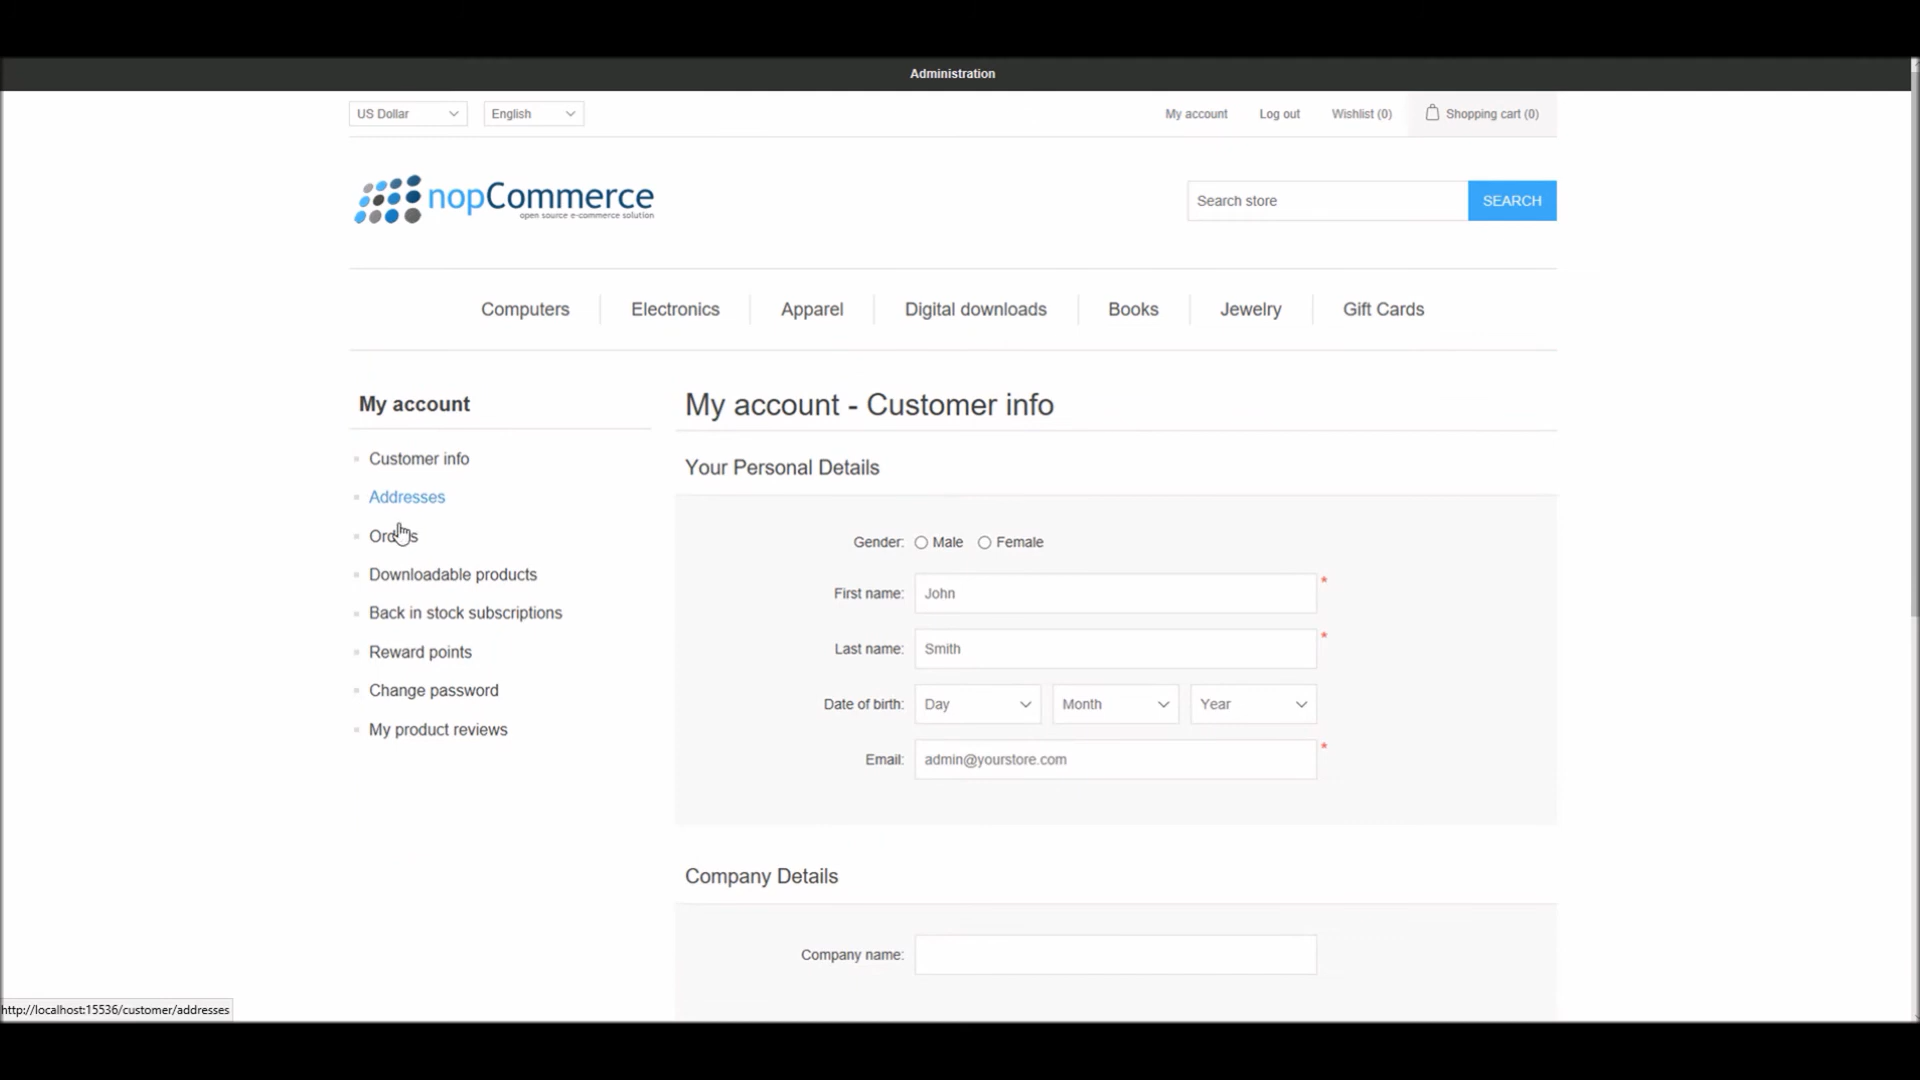 Administration
US Dollar English My account Log out Wishlist (0) Shopping cart (0)
nopCommerce
open source e-commerce solution
Search store SEARCH
Computers Electronics Apparel Digital downloads Books Jewelry Gift Cards
My account
Customer info
Addresses
Orders
Downloadable products
Back in stock subscriptions
Reward points
Change password
My product reviews
My account - Customer info
Your Personal Details
Gender: Male Female
First name: John *
Last name: Smith *
Date of birth: Day Month Year
Email: admin@yourstore.com *
Company Details
Company name:
http://localhost:15536/customer/addresses